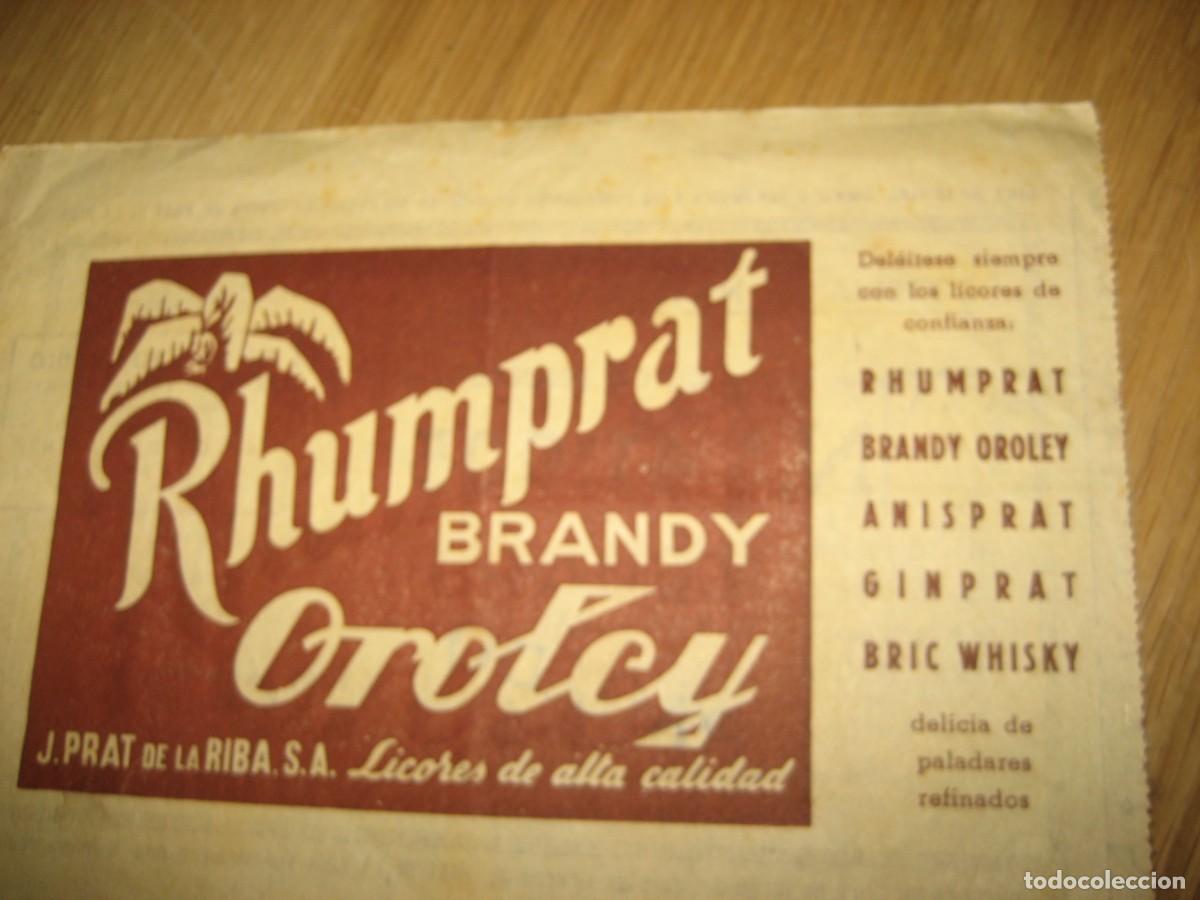 Rhumprat
BRANDY
Oroley
J. PRAT DE LA RIBA. S.A. Licores de alta calidad
Deléitese siempre
con los licores de
confianza:
RHUMPRAT
BRANDY OROLEY
ANISPRAT
GINPRAT
BRIC WHISKY
delicia de
paladares
refinados
todocoleccion